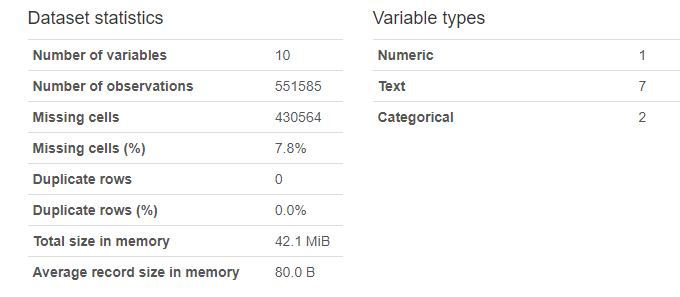 Dataset statistics
Number of variables 10
Number of observations 551585
Missing cells 430564
Missing cells (%) 7.8%
Duplicate rows 0
Duplicate rows (%) 0.0%
Total size in memory 42.1 MiB
Average record size in memory 80.0 B
Variable types
Numeric 1
Text 7
Categorical 2